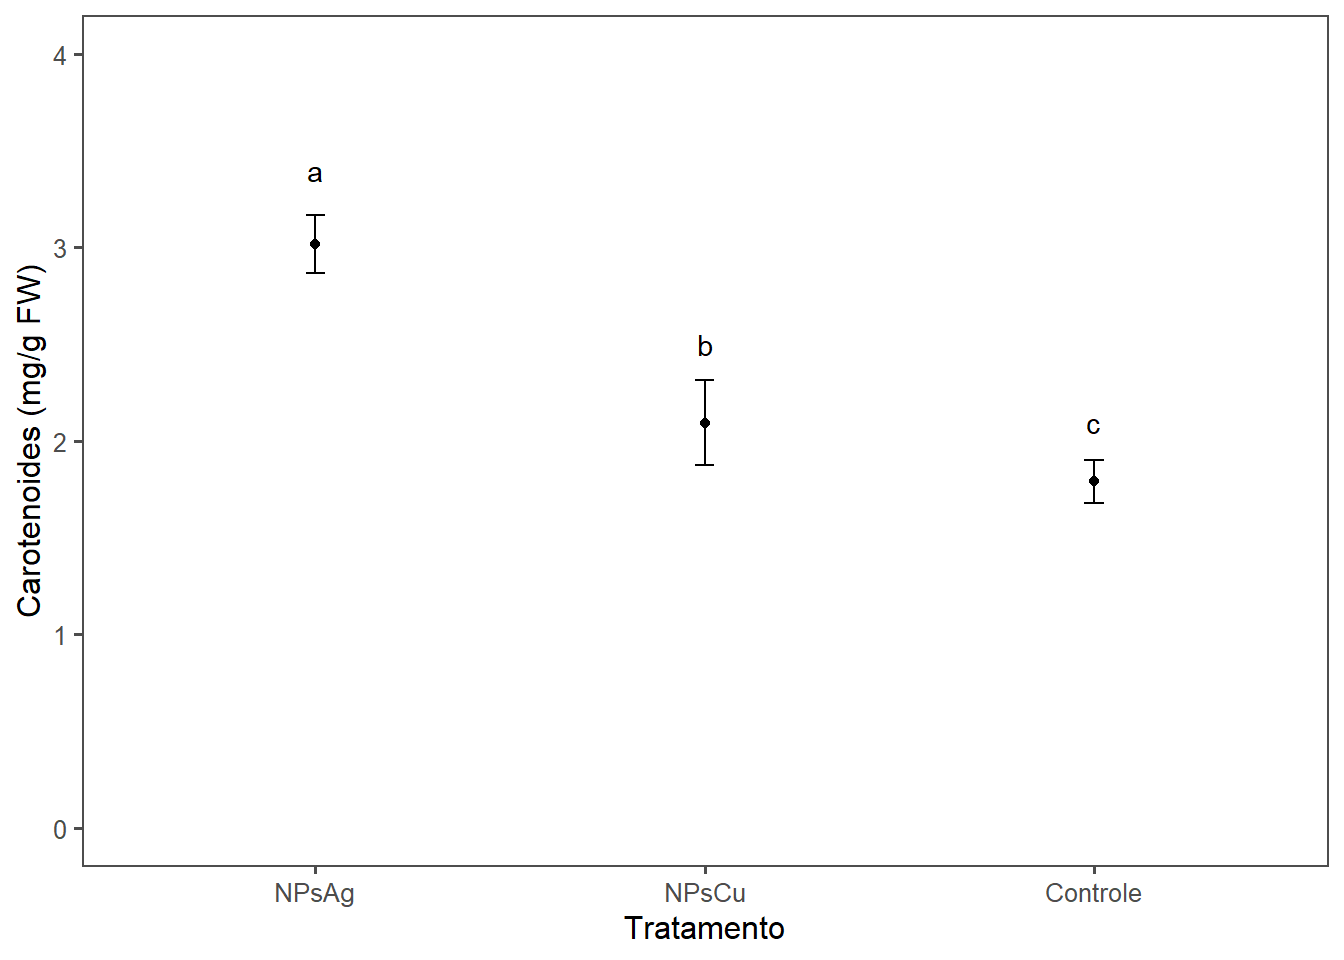 Carotenoides (mg/g FW)
4
3
2
1
0
a
b
c
NPsAg
NPsCu
Controle
Tratamento